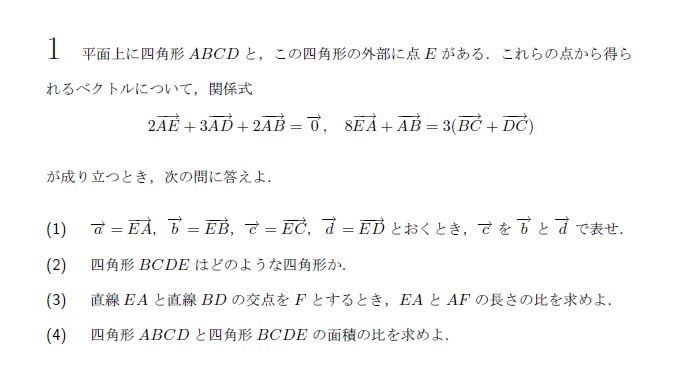 1 平面上に四角形 ABCD と，この四角形の外部に点 E がある．これらの点から得ら
れるベクトルについて，関係式
$2\overrightarrow{AE} + 3\overrightarrow{AD} + 2\overrightarrow{AB} = \overrightarrow{0}, \quad 8\overrightarrow{EA} + \overrightarrow{AB} = 3(\overrightarrow{BC} + \overrightarrow{DC})$
が成り立つとき，次の問に答えよ．
(1) $\overrightarrow{a} = \overrightarrow{EA}$, $\overrightarrow{b} = \overrightarrow{EB}$, $\overrightarrow{c} = \overrightarrow{EC}$, $\overrightarrow{d} = \overrightarrow{ED}$ とおくとき，$\overrightarrow{c}$ を $\overrightarrow{b}$ と $\overrightarrow{d}$ で表せ．
(2) 四角形 BCDE はどのような四角形か．
(3) 直線 EA と直線 BD の交点を F とするとき，EA と AF の長さの比を求めよ．
(4) 四角形 ABCD と四角形 BCDE の面積の比を求めよ．